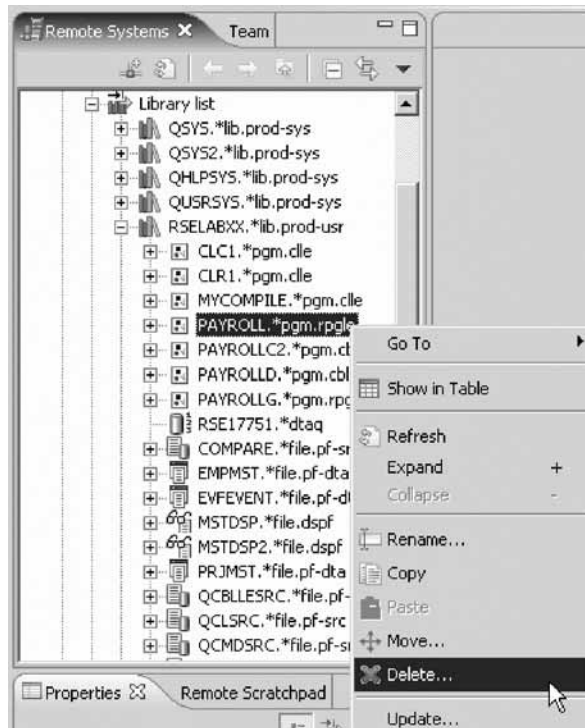 Remote Systems Team
Library list
QSYS.*lib.prod-sys
QSYS2.*lib.prod-sys
QHLPSYS.*lib.prod-sys
QUSRSYS.*lib.prod-sys
RSELABXX.*lib.prod-usr
CLC1.*pgm.clle
CLR1.*pgm.clle
MYCOMPILE.*pgm.clle
PAYROLL.*pgm.rpgle
PAYROLLC2.*pgm.cbl
PAYROLLD.*pgm.cbl
PAYROLLG.*pgm.rpg
RSE17751.*dtaq
COMPARE.*file.pf-sr
EMPMST.*file.pf-dta
EVFEVENT.*file.pf-dt
MSTDSP.*file.dspf
MSTDSP2.*file.dspf
PRJMST.*file.pf-dta
QCBLLESRC.*file.pf-
QCLSRC.*file.pf-src
QCMDSRC.*file.pf-sr
Go To
Show in Table
Refresh
Expand +
Collapse -
Rename...
Copy
Paste
Move...
Delete...
Update...
Properties Remote Scratchpad